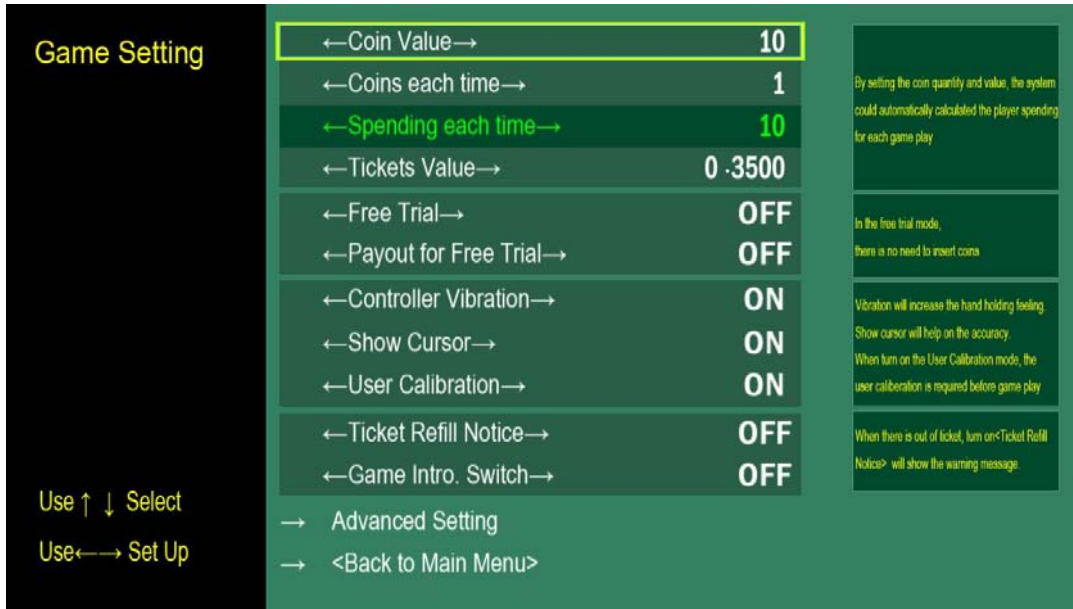 Game Setting
←Coin Value→ 10
←Coins each time→ 1
←Spending each time→ 10
←Tickets Value→ 0 -3500
←Free Trial→ OFF
←Payout for Free Trial→ OFF
←Controller Vibration→ ON
←Show Cursor→ ON
←User Calibration→ ON
←Ticket Refill Notice→ OFF
←Game Intro. Switch→ OFF
→ Advanced Setting
→ <Back to Main Menu>
By setting the coin quantity and value, the system
could automatically calculated the player spending
for each game play
In the free trial mode,
there is no need to insert coins
Vibration will increase the hand holding feeling.
Show cursor will help on the accuracy.
When turn on the User Calibration mode, the
user caliberation is required before game play
When there is out of ticket, turn on<Ticket Refill
Notice> will show the warning message.
Use ↑ ↓ Select
Use←→ Set Up